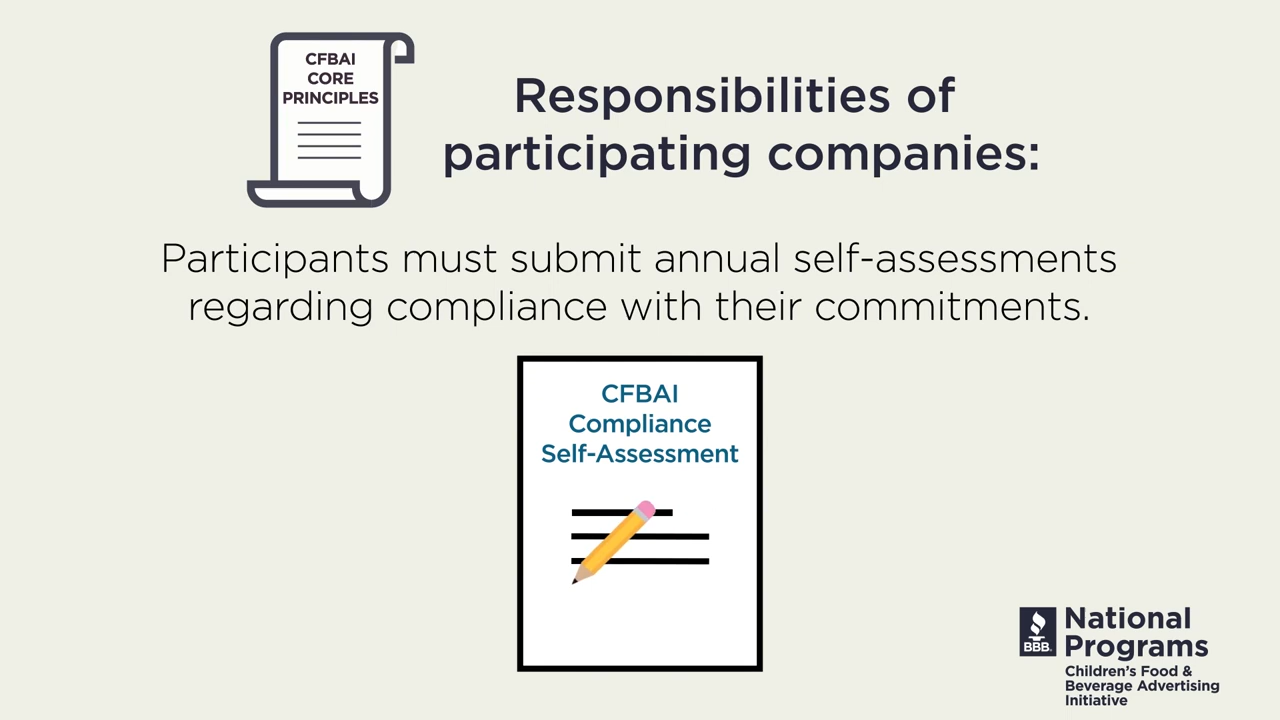 CFBAI
CORE
PRINCIPLES
Responsibilities of
participating companies:
Participants must submit annual self-assessments
regarding compliance with their commitments.
CFBAI
Compliance
Self-Assessment
BBB.
National
Programs
Children's Food &
Beverage Advertising
Initiative